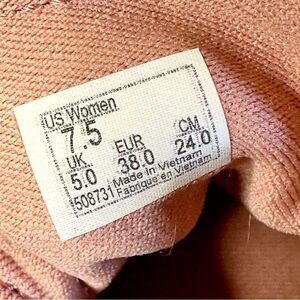 US Women
7.5
UK EUR CM
5.0 38.0 24.0
508731 Made in Vietnam
Fabriqué en Vietnam